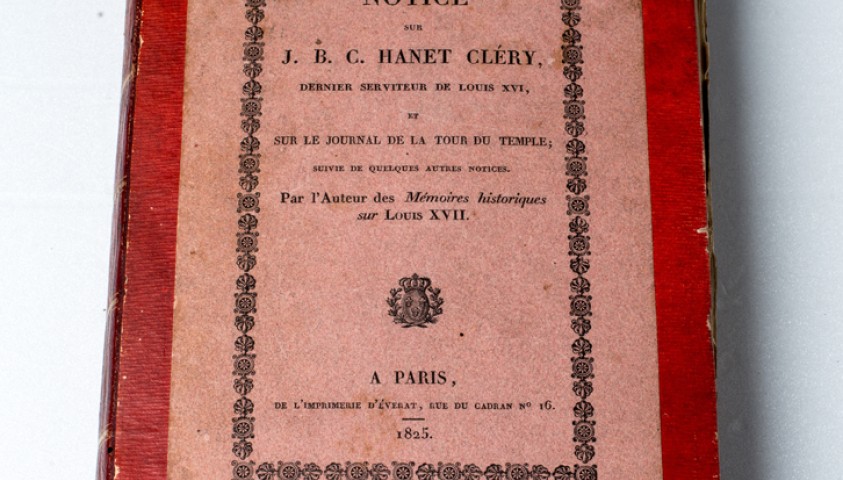 NOTICE
SUR
J. B. C. HANET CLÉRY,
DERNIER SERVITEUR DE LOUIS XVI,
ET
SUR LE JOURNAL DE LA TOUR DU TEMPLE;
SUIVIE DE QUELQUES AUTRES NOTICES.
Par l'Auteur des Mémoires historiques
sur LOUIS XVII.
A PARIS,
DE L'IMPRIMERIE D'ÉVERAT, RUE DU CADRAN Nº 16.
1825.